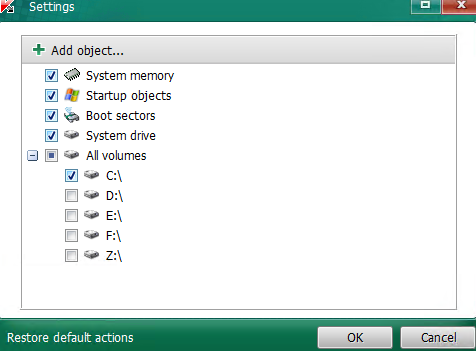 Settings
Add object...
System memory
Startup objects
Boot sectors
System drive
All volumes
C:\
D:\
E:\
F:\
Z:\
Restore default actions
OK
Cancel